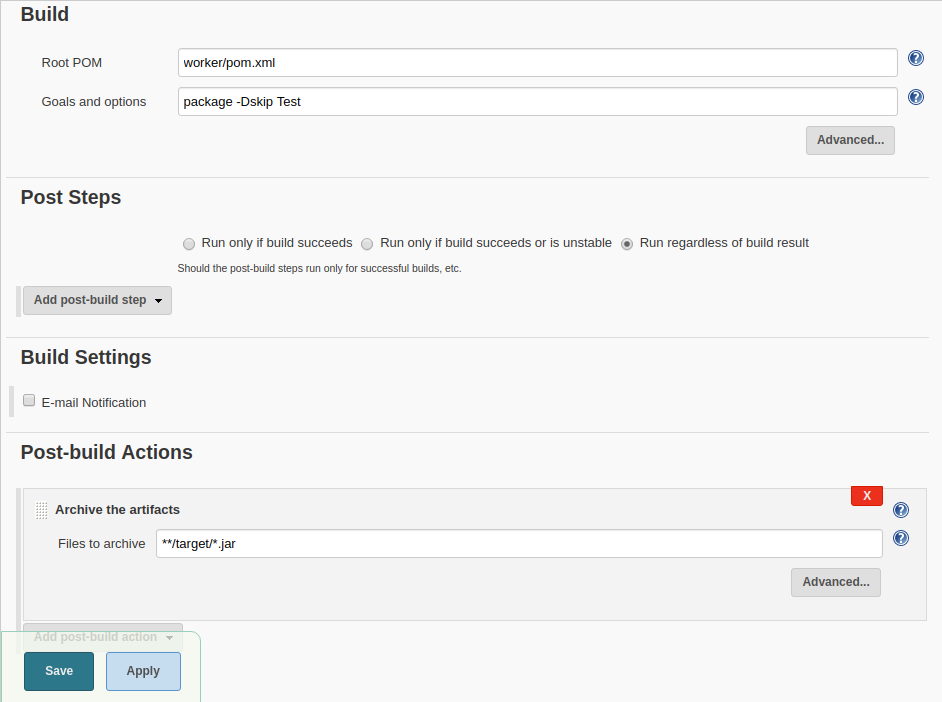 Build
Root POM
worker/pom.xml
Goals and options
package -Dskip Test
Advanced...
Post Steps
Run only if build succeeds Run only if build succeeds or is unstable Run regardless of build result
Should the post-build steps run only for successful builds, etc.
Add post-build step
Build Settings
E-mail Notification
Post-build Actions
X
Archive the artifacts
Files to archive
**/target/*.jar
Advanced...
Add post-build action
Save Apply